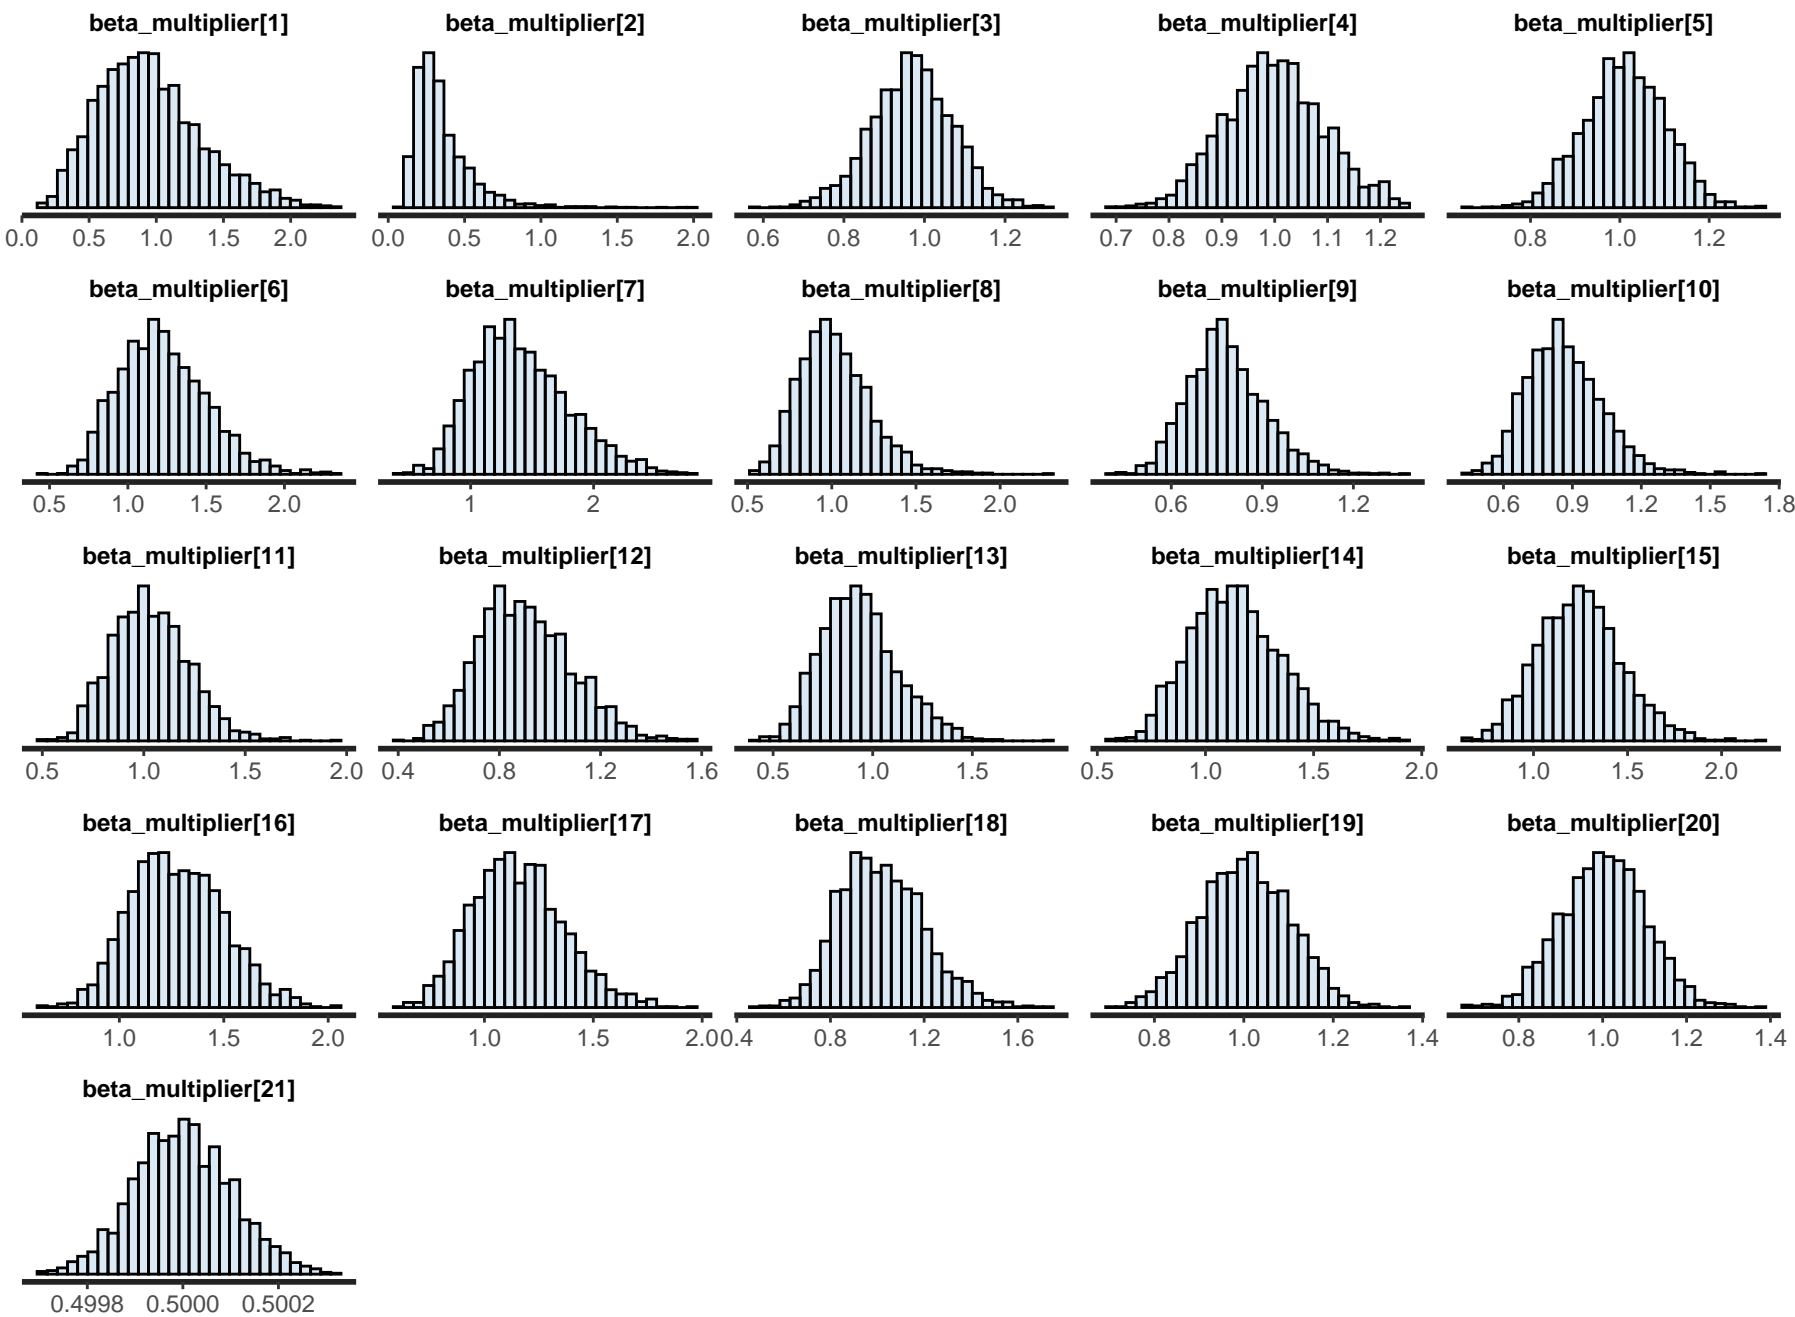 beta_multiplier[1] beta_multiplier[2] beta_multiplier[3] beta_multiplier[4] beta_multiplier[5]
0.0 0.5 1.0 1.5 2.0 0.0 0.5 1.0 1.5 2.0 0.6 0.8 1.0 1.2 0.7 0.8 0.9 1.0 1.1 1.2 0.8 1.0 1.2
beta_multiplier[6] beta_multiplier[7] beta_multiplier[8] beta_multiplier[9] beta_multiplier[10]
0.5 1.0 1.5 2.0 1 2 0.5 1.0 1.5 2.0 0.6 0.9 1.2 0.6 0.9 1.2 1.5 1.8
beta_multiplier[11] beta_multiplier[12] beta_multiplier[13] beta_multiplier[14] beta_multiplier[15]
0.5 1.0 1.5 2.0 0.4 0.8 1.2 1.6 0.5 1.0 1.5 0.5 1.0 1.5 2.0 1.0 1.5 2.0
beta_multiplier[16] beta_multiplier[17] beta_multiplier[18] beta_multiplier[19] beta_multiplier[20]
1.0 1.5 2.0 1.0 1.5 2.0 0.4 0.8 1.2 1.6 0.8 1.0 1.2 1.4 0.8 1.0 1.2 1.4
beta_multiplier[21]
0.4998 0.5000 0.5002